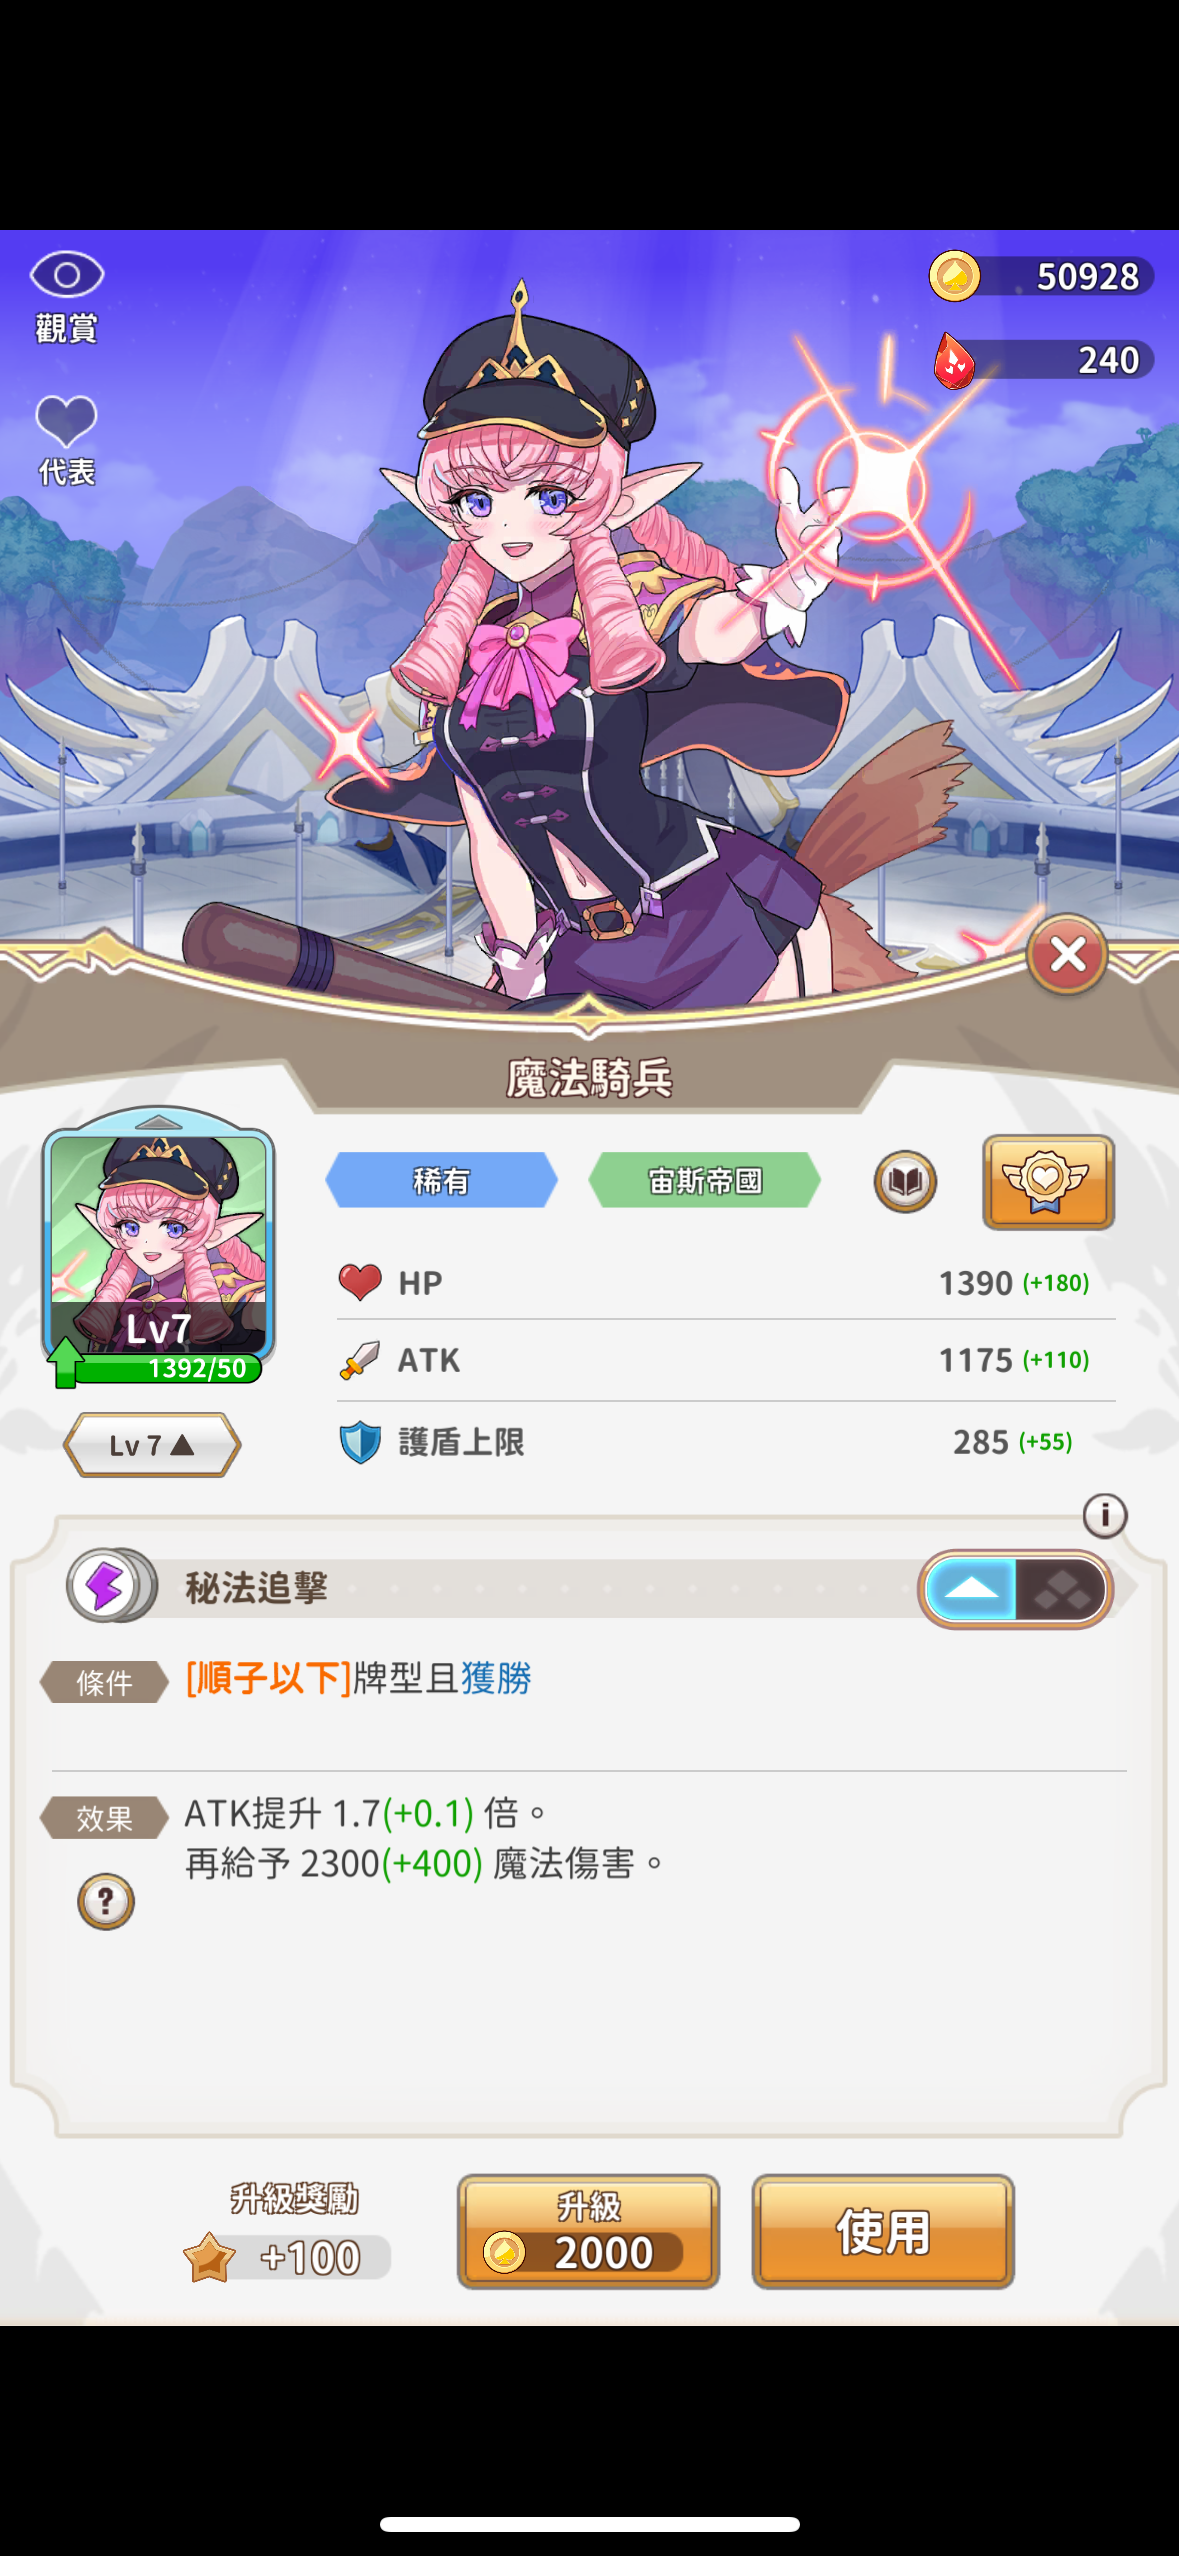 觀賞
50928
240
代表
魔法騎兵
稀有
宙斯帝國
Lv7
1392/50
Lv 7 ▲
HP
1390 (+180)
ATK
1175 (+110)
護盾上限
285 (+55)
i
秘法追擊
條件
[順子以下]牌型且獲勝
效果
ATK提升 1.7(+0.1) 倍。
再給予 2300(+400) 魔法傷害。
?
升級獎勵
+100
升級
2000
使用